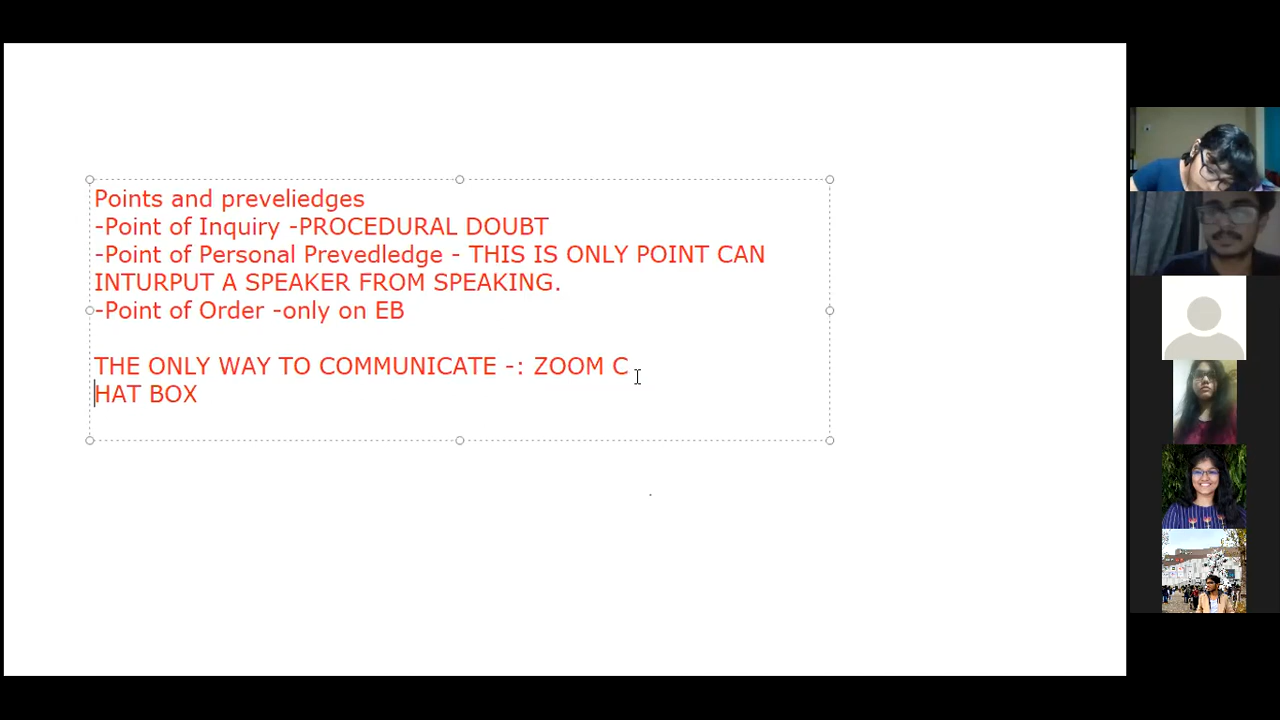 Points and preveliedges
-Point of Inquiry -PROCEDURAL DOUBT
-Point of Personal Prevedledge - THIS IS ONLY POINT CAN
INTURPUT A SPEAKER FROM SPEAKING.
-Point of Order -only on EB
THE ONLY WAY TO COMMUNICATE -: ZOOM C
HAT BOX